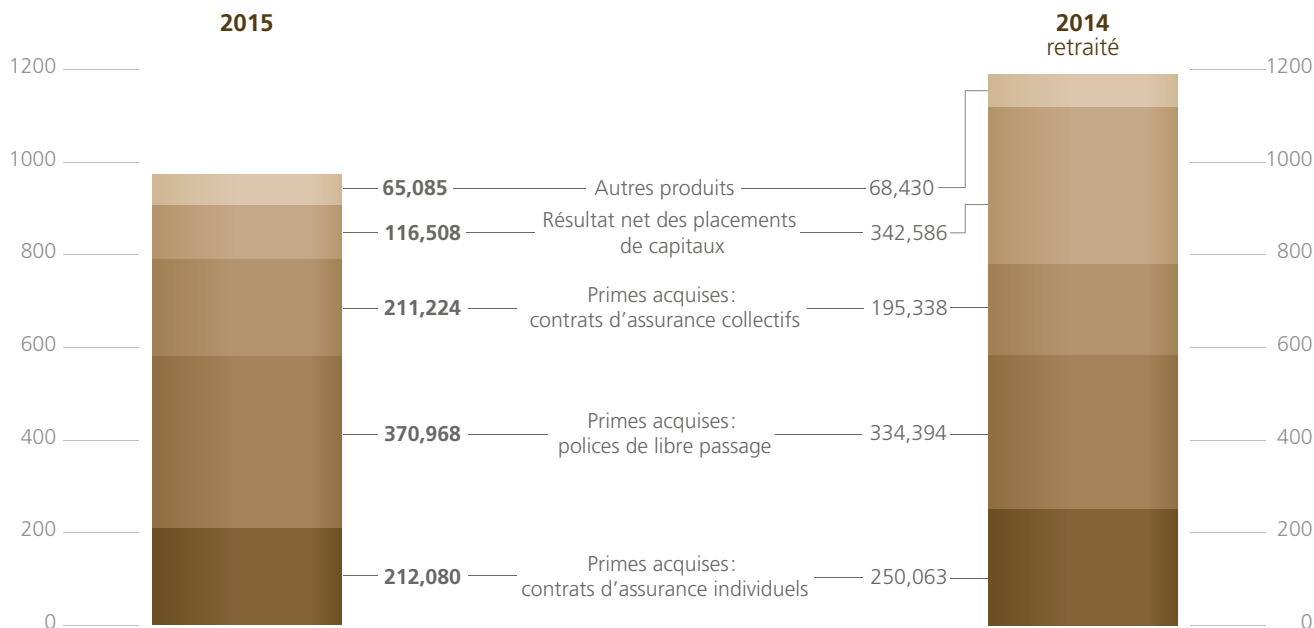 2015
2014
retraité
1200
1200
1000
1000
65,085
Autres produits
68,430
Résultat net des placements
de capitaux
116,508
342,586
800
800
Primes acquises :
contrats d’assurance collectifs
211,224
195,338
600
600
Primes acquises :
polices de libre passage
370,968
334,394
400
400
200
200
Primes acquises :
contrats d’assurance individuels
212,080
250,063
0
0